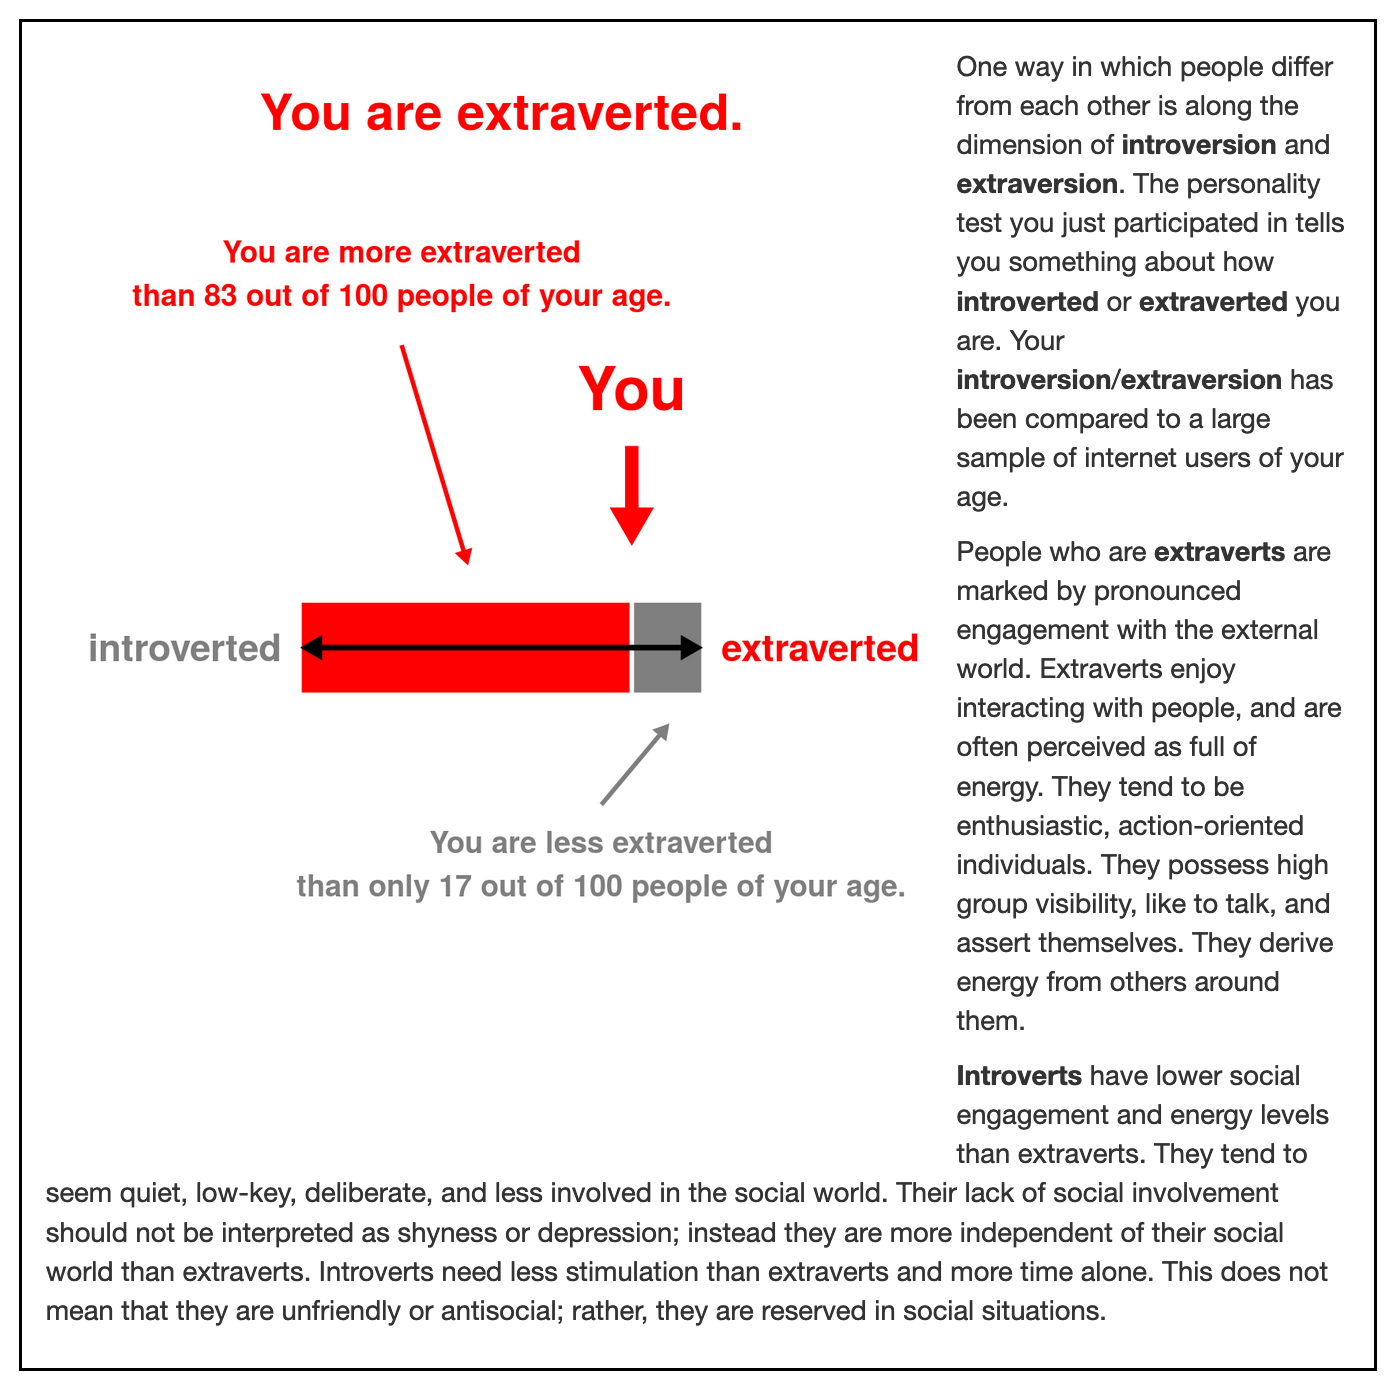 You are extraverted.
You are more extraverted
than 83 out of 100 people of your age.
You
introverted
extraverted
You are less extraverted
than only 17 out of 100 people of your age.
One way in which people differ
from each other is along the
dimension of introversion and
extraversion. The personality
test you just participated in tells
you something about how
introverted or extraverted you
are. Your
introversion/extraversion has
been compared to a large
sample of internet users of your
age.
People who are extraverts are
marked by pronounced
engagement with the external
world. Extraverts enjoy
interacting with people, and are
often perceived as full of
energy. They tend to be
enthusiastic, action-oriented
individuals. They possess high
group visibility, like to talk, and
assert themselves. They derive
energy from others around
them.
Introverts have lower social
engagement and energy levels
than extraverts. They tend to
seem quiet, low-key, deliberate, and less involved in the social world. Their lack of social involvement
should not be interpreted as shyness or depression; instead they are more independent of their social
world than extraverts. Introverts need less stimulation than extraverts and more time alone. This does not
mean that they are unfriendly or antisocial; rather, they are reserved in social situations.